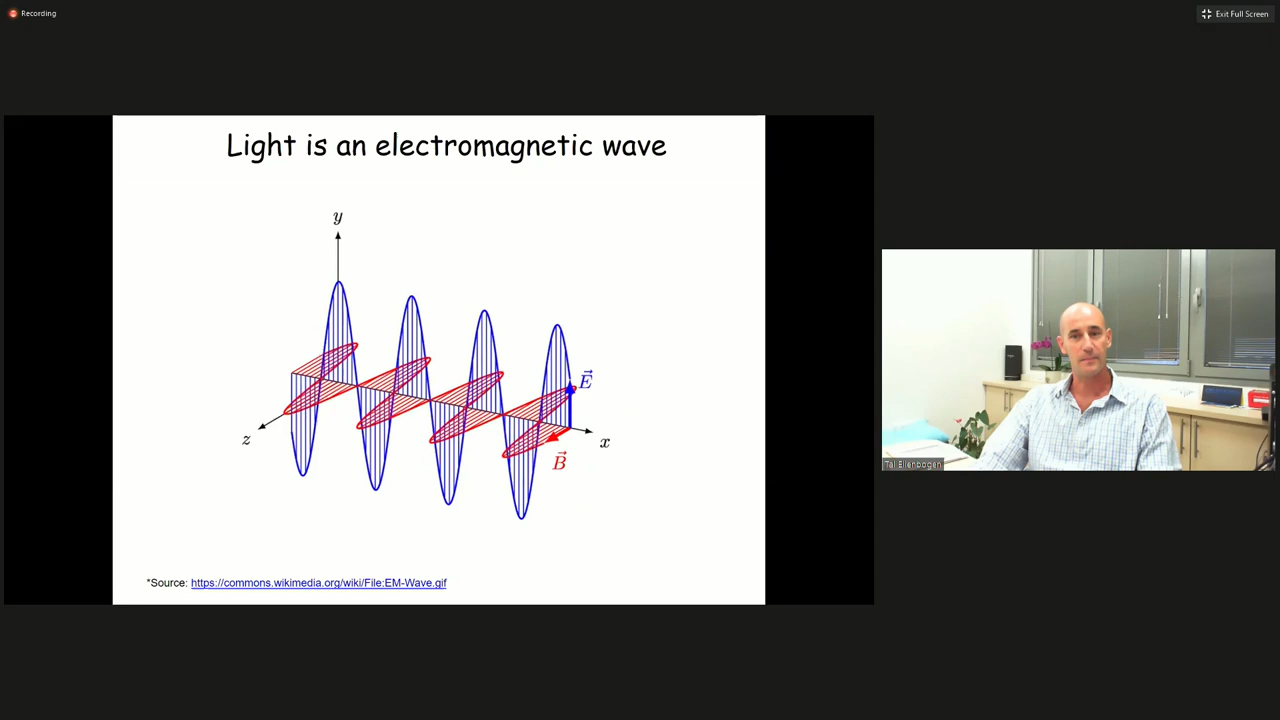 Recording
Exit Full Screen
Light is an electromagnetic wave
y
E
z
x
B
Tal Ellenbogen
*Source: https://commons.wikimedia.org/wiki/File:EM-Wave.gif